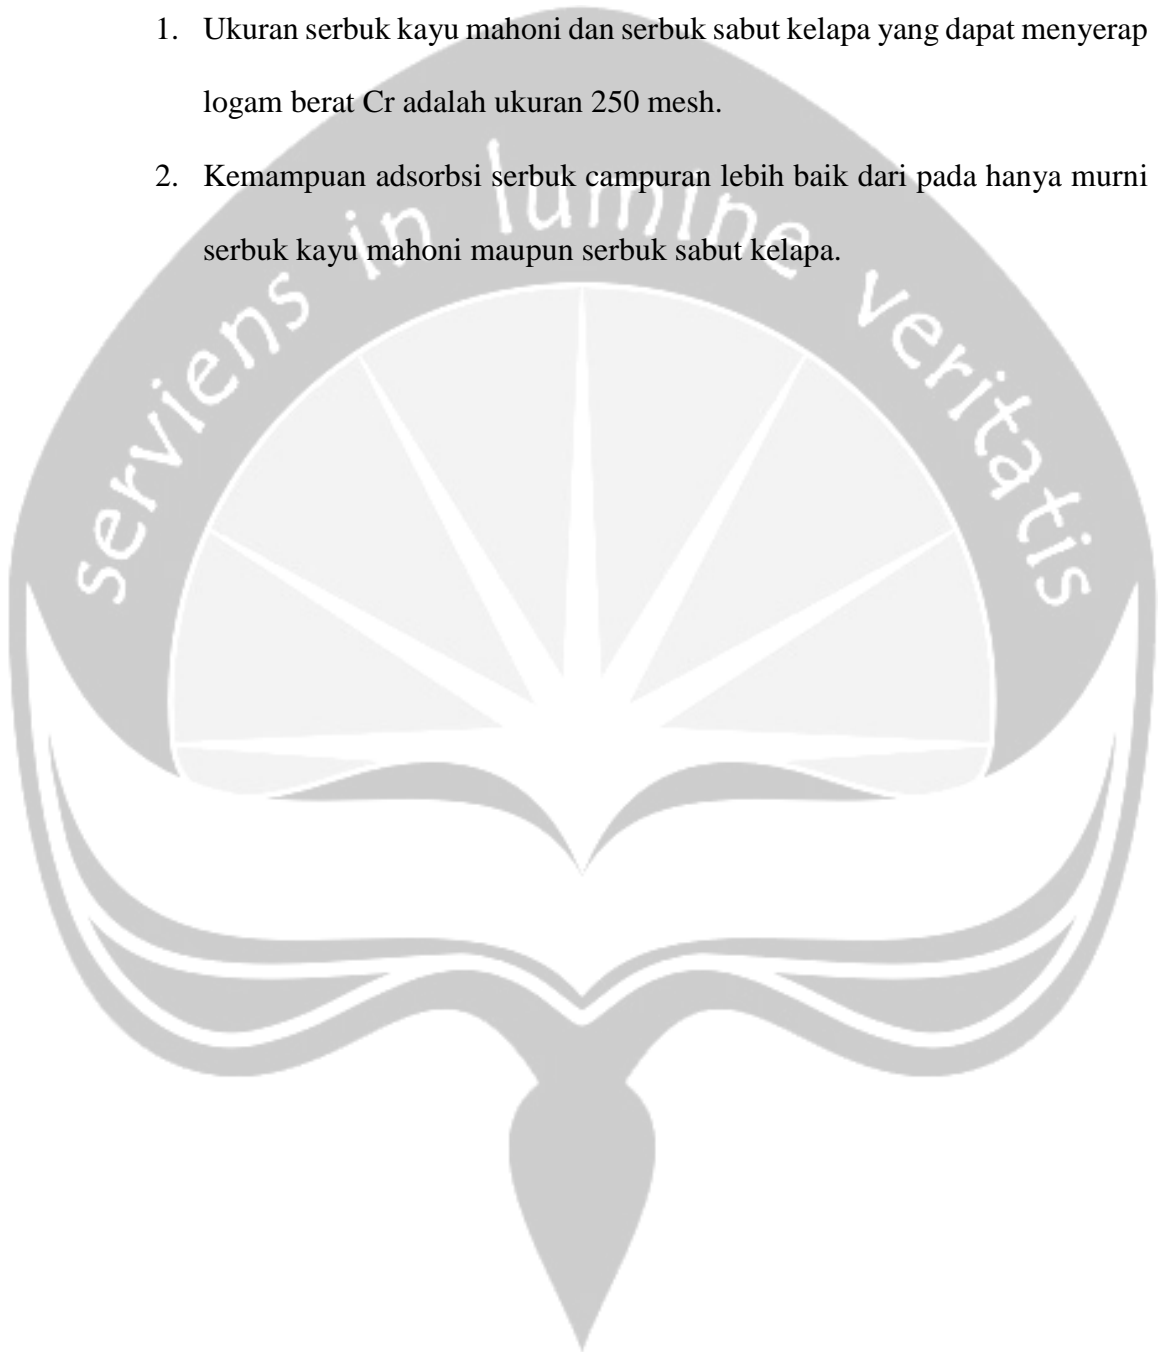 1. Ukuran serbuk kayu mahoni dan serbuk sabut kelapa yang dapat menyerap
logam berat Cr adalah ukuran 250 mesh.
2. Kemampuan adsorbsi serbuk campuran lebih baik dari pada hanya murni
serbuk kayu mahoni maupun serbuk sabut kelapa.
serviens in lumine veritatis